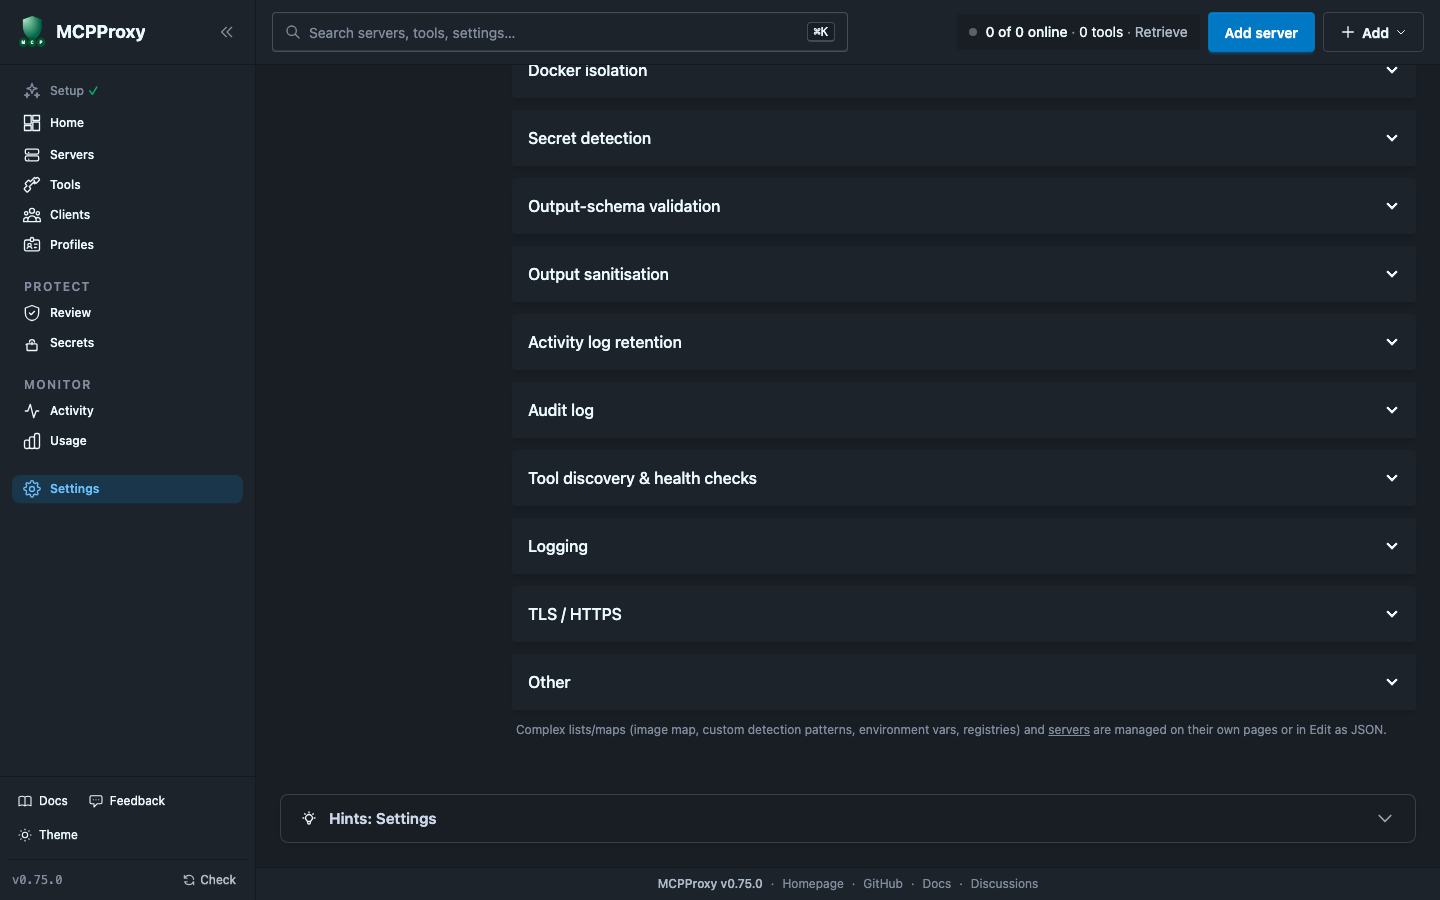 MCPProxy
Search servers, tools, settings...
⌘K
0 of 0 online · 0 tools · Retrieve
Add server
Add
Setup
Home
Servers
Tools
Clients
Profiles
PROTECT
Review
Secrets
MONITOR
Activity
Usage
Settings
Docs
Feedback
Theme
v0.75.0
Check
Docker isolation
Secret detection
Output-schema validation
Output sanitisation
Activity log retention
Audit log
Tool discovery & health checks
Logging
TLS / HTTPS
Other
Complex lists/maps (image map, custom detection patterns, environment vars, registries) and servers are managed on their own pages or in Edit as JSON.
Hints: Settings
MCPProxy v0.75.0 · Homepage · GitHub · Docs · Discussions